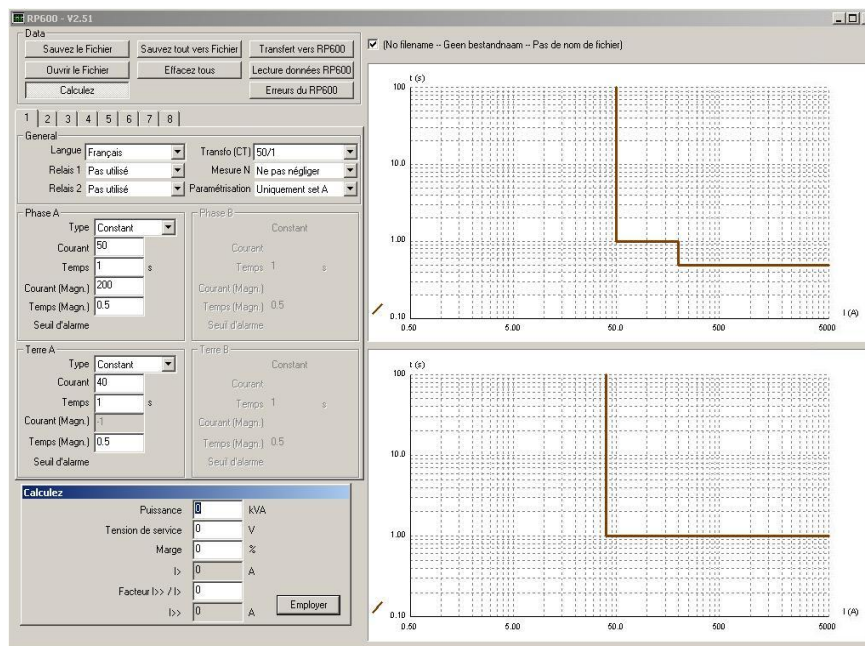 RP600 - V2.51
Data
Sauvez le Fichier
Sauvez tout vers Fichier
Transfert vers RP600
Ouvrir le Fichier
Effacez tous
Lecture données RP600
Calculez
Erreurs du RP600
1 2 3 4 5 6 7 8
General
Langue Français
Transfo (CT) 50/1
Relais 1 Pas utilisé
Mesure N Ne pas négliger
Relais 2 Pas utilisé
Paramétrisation Uniquement set A
Phase A
Type Constant
Courant 50
Temps 1 s
Courant (Magn.) 200
Temps (Magn.) 0.5
Seuil d'alarme
Phase B
Constant
Courant
Temps 1 s
Courant (Magn.)
Temps (Magn.) 0.5
Seuil d'alarme
Terre A
Type Constant
Courant 40
Temps 1 s
Courant (Magn.) -1
Temps (Magn.) 0.5
Seuil d'alarme
Terre B
Constant
Courant
Temps 1 s
Courant (Magn.)
Temps (Magn.) 0.5
Seuil d'alarme
Calculez
Puissance 0 kVA
Tension de service 0 V
Marge 0 %
I> 0 A
Facteur I>> / I> 0
I>> 0 A
Employer
(No filename -- Geen bestandnaam -- Pas de nom de fichier)
t (s)
100
10.0
1.00
0.10
0.50 5.00 50.0 500 5000
I (A)
t (s)
100
10.0
1.00
0.10
0.50 5.00 50.0 500 5000
I (A)